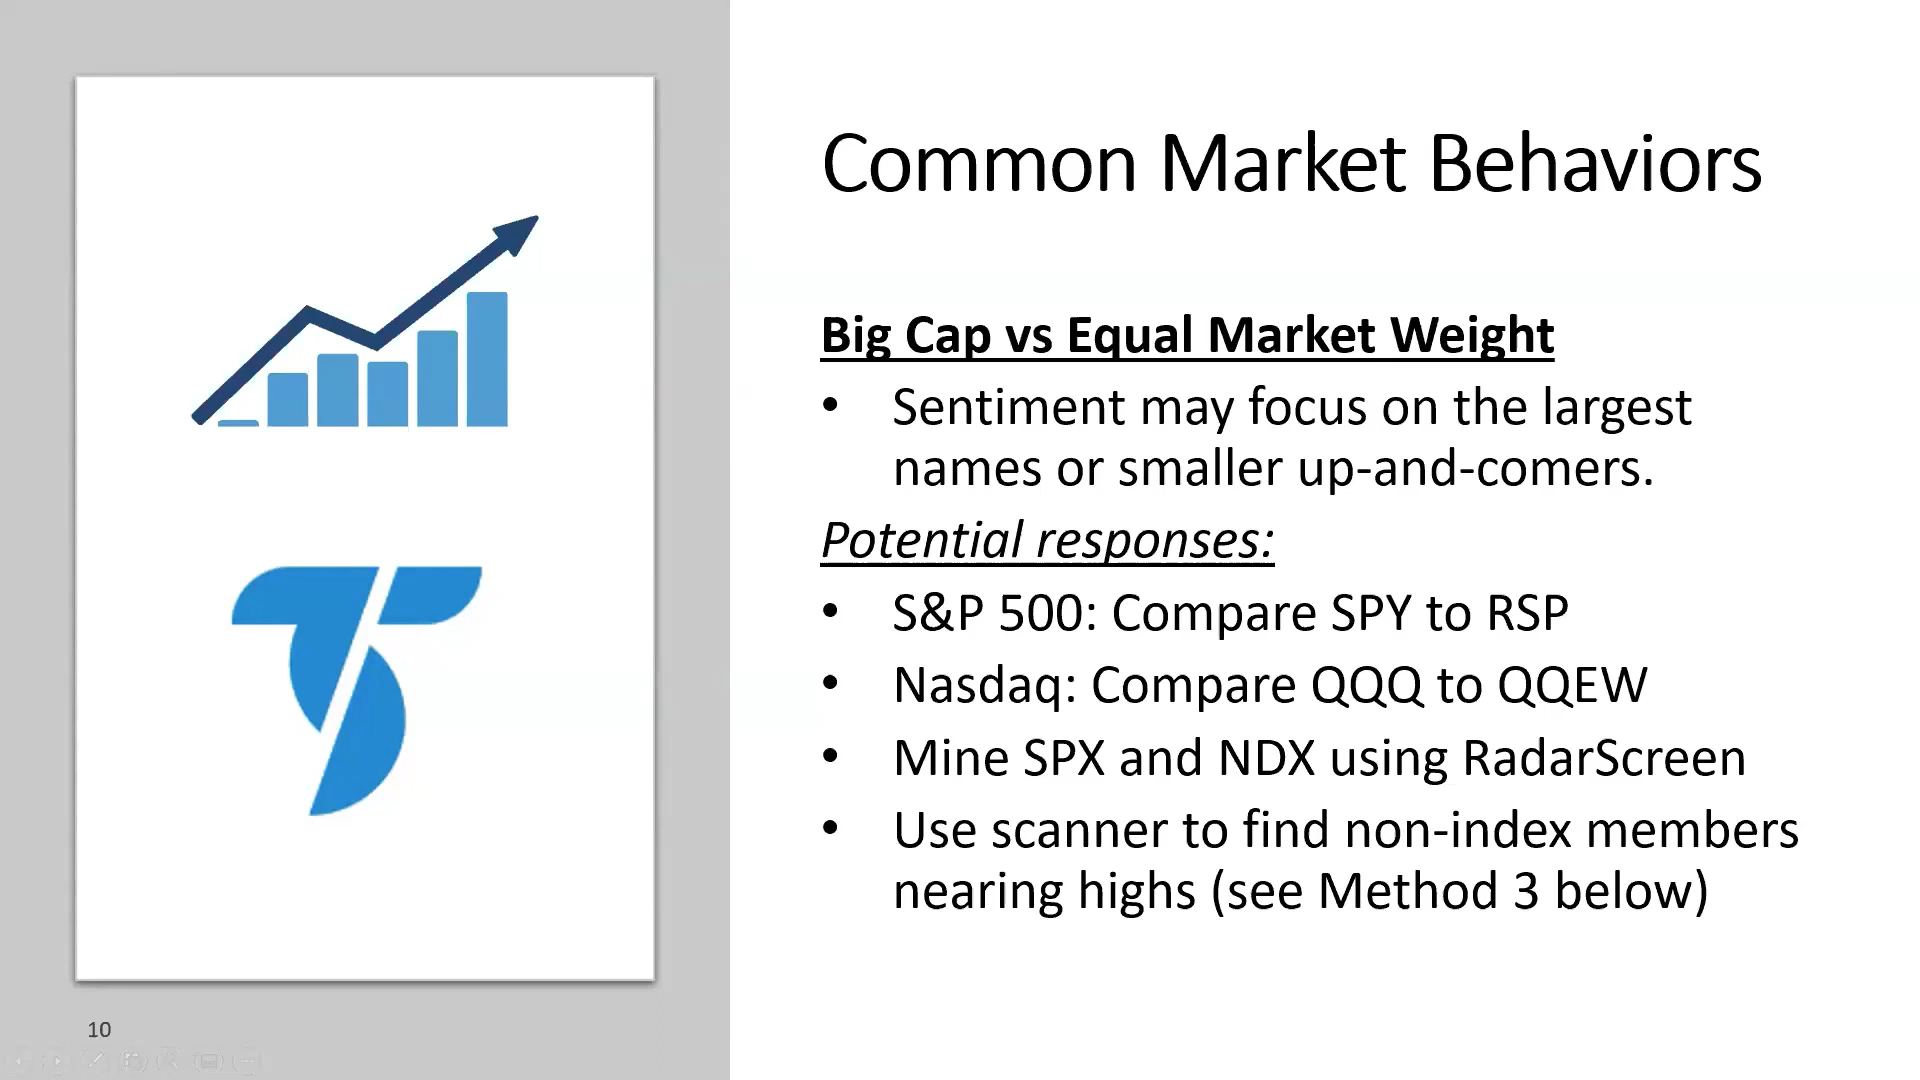 Common Market Behaviors
Big Cap vs Equal Market Weight
• Sentiment may focus on the largest
names or smaller up-and-comers.
Potential responses:
• S&P 500: Compare SPY to RSP
• Nasdaq: Compare QQQ to QQEW
• Mine SPX and NDX using RadarScreen
• Use scanner to find non-index members
nearing highs (see Method 3 below)
10